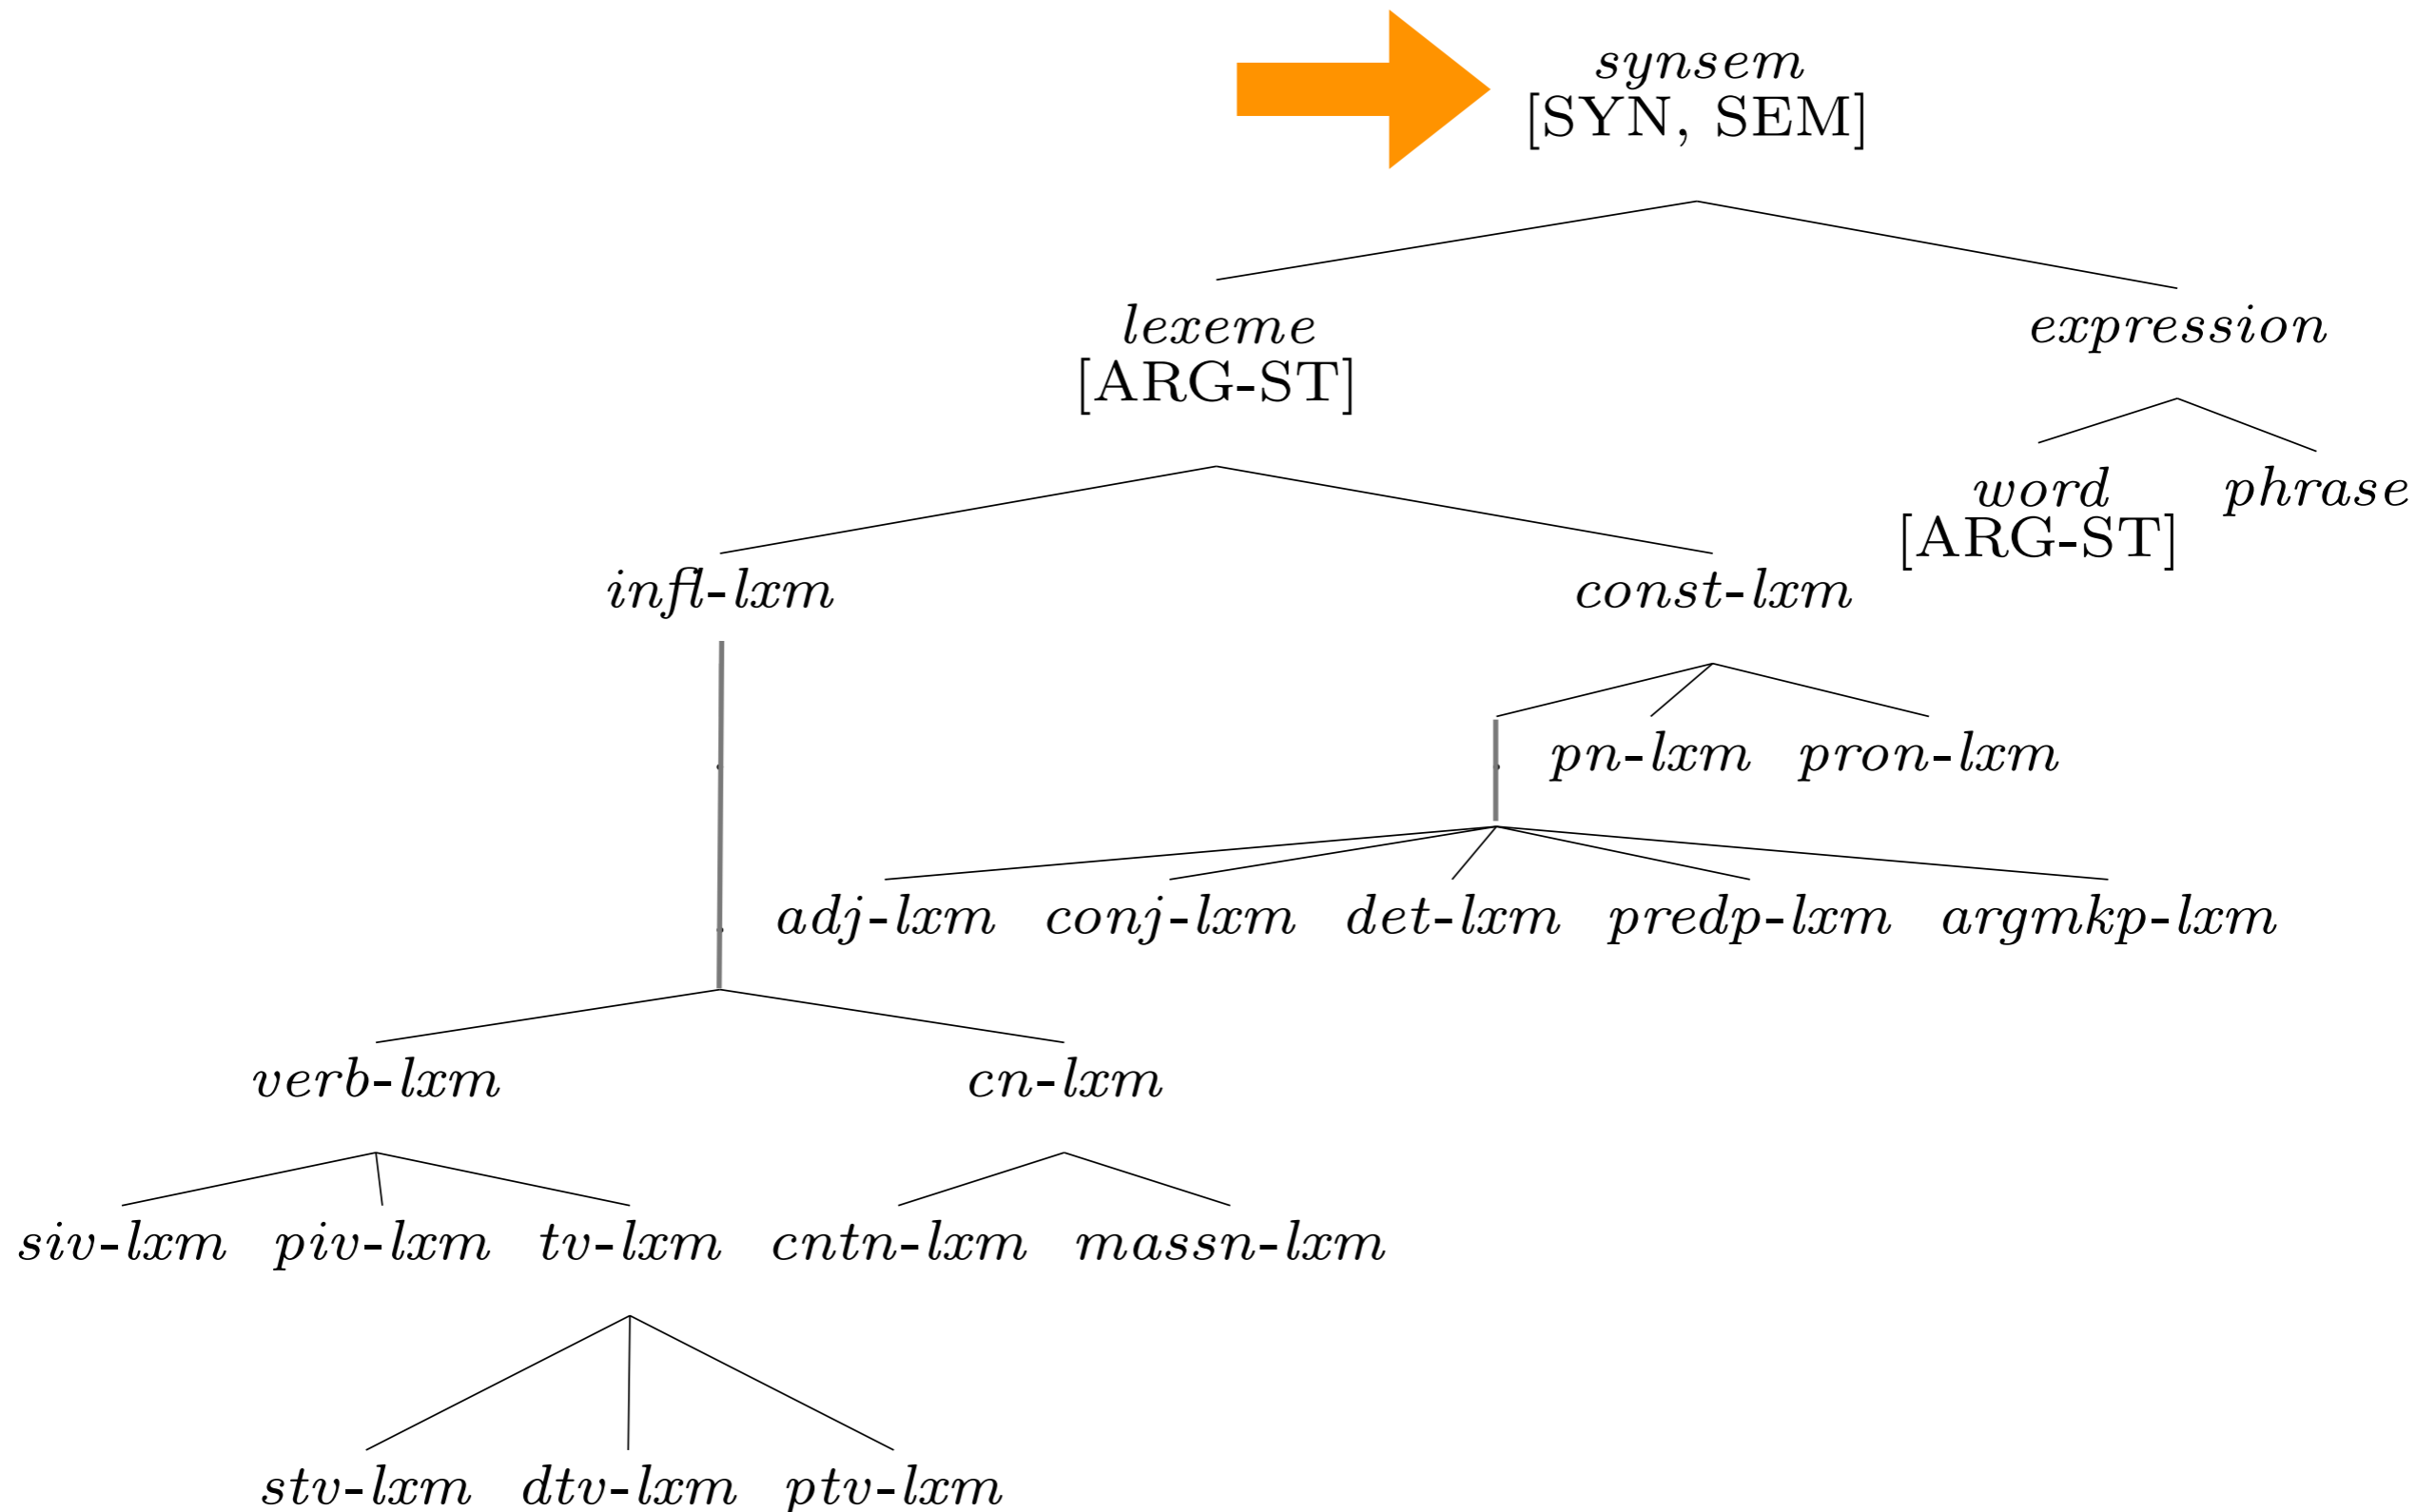 synsem
[SYN, SEM]
lexeme
[ARG-ST]
expression
word
[ARG-ST]
phrase
infl-lxm
const-lxm
pn-lxm pron-lxm
adj-lxm conj-lxm det-lxm predp-lxm argmkp-lxm
verb-lxm cn-lxm
siv-lxm piv-lxm tv-lxm cntn-lxm massn-lxm
stv-lxm dtv-lxm ptv-lxm